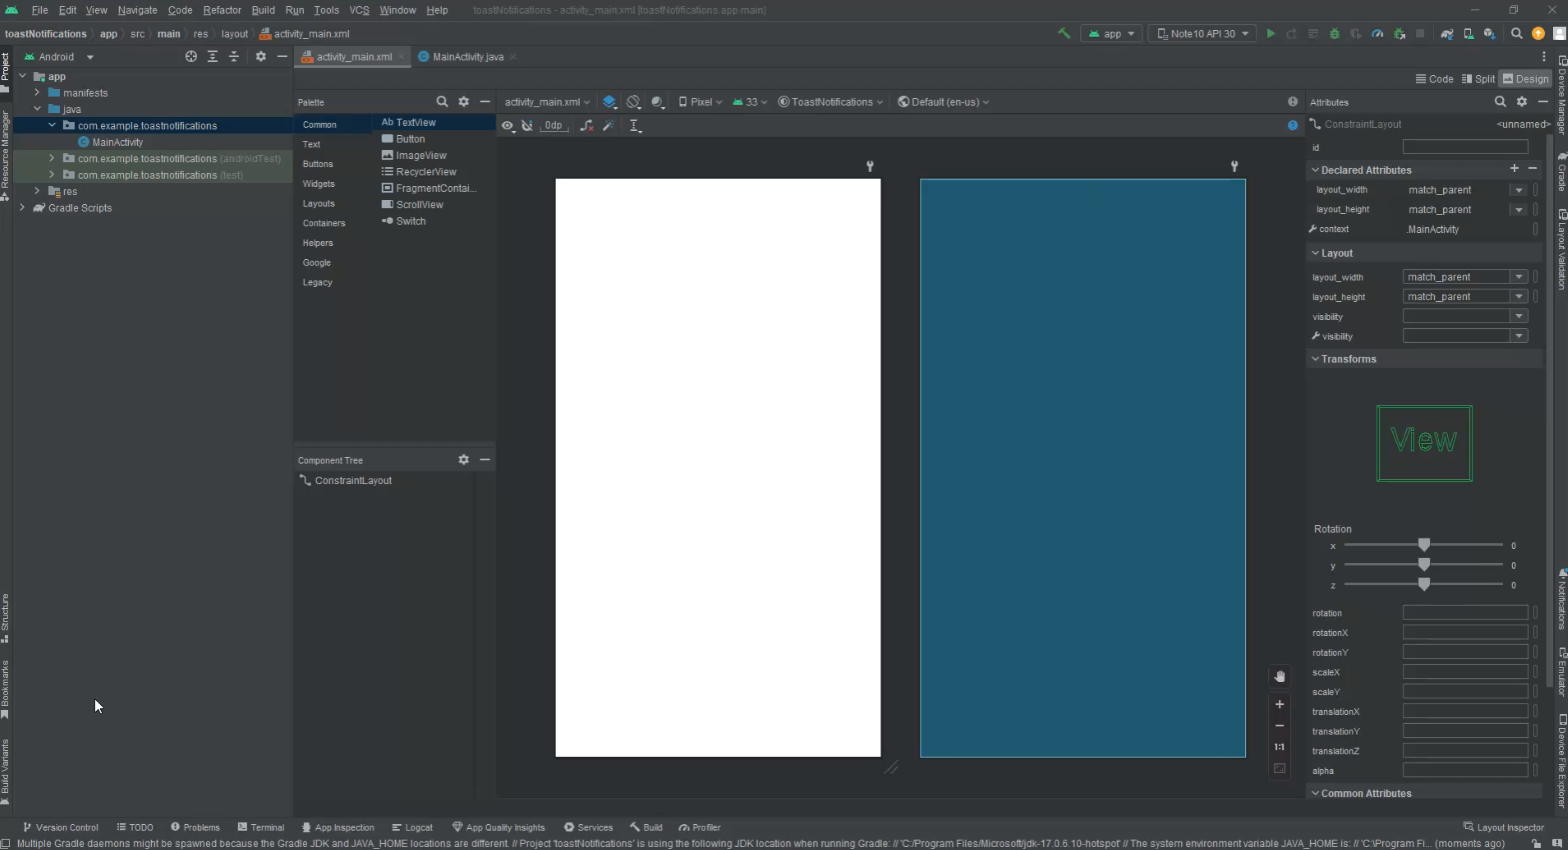 File Edit View Navigate Code Refactor Build Run Tools VCS Window Help toastNotifications - activity_main.xml [toastNotifications.app.main]
toastNotifications app src main res layout activity_main.xml
app Note10 API 30
Project
Resource Manager
Structure
Bookmarks
Build Variants
Android
app
manifests
java
com.example.toastnotifications
MainActivity
com.example.toastnotifications (androidTest)
com.example.toastnotifications (test)
res
Gradle Scripts
activity_main.xml MainActivity.java
Code Split Design
Palette
Common
Text
Buttons
Widgets
Layouts
Containers
Helpers
Google
Legacy
Ab TextView
Button
ImageView
RecyclerView
FragmentContai...
ScrollView
Switch
Component Tree
ConstraintLayout
activity_main.xml Pixel 33 ToastNotifications Default (en-us)
0dp
1:1
Attributes
ConstraintLayout <unnamed>
id
Declared Attributes
layout_width match_parent
layout_height match_parent
context .MainActivity
Layout
layout_width match_parent
layout_height match_parent
visibility
visibility
Transforms
View
Rotation
x 0
y 0
z 0
rotation
rotationX
rotationY
scaleX
scaleY
translationX
translationY
translationZ
alpha
Common Attributes
Device Manager
Gradle
Layout Validation
Notifications
Emulator
Device File Explorer
Version Control TODO Problems Terminal App Inspection Logcat App Quality Insights Services Build Profiler Layout Inspector
Multiple Gradle daemons might be spawned because the Gradle JDK and JAVA_HOME locations are different. // Project 'toastNotifications' is using the following JDK location when running Gradle: // 'C:/Program Files/Microsoft/jdk-17.0.6.10-hotspot' // The system environment variable JAVA_HOME is: // 'C:\Program Fi... (moments ago)